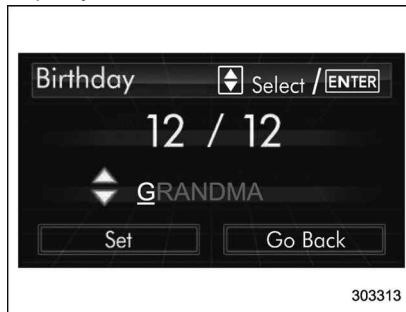 Birthday Select / ENTER
12 / 12
GRANDMA
Set Go Back
303313